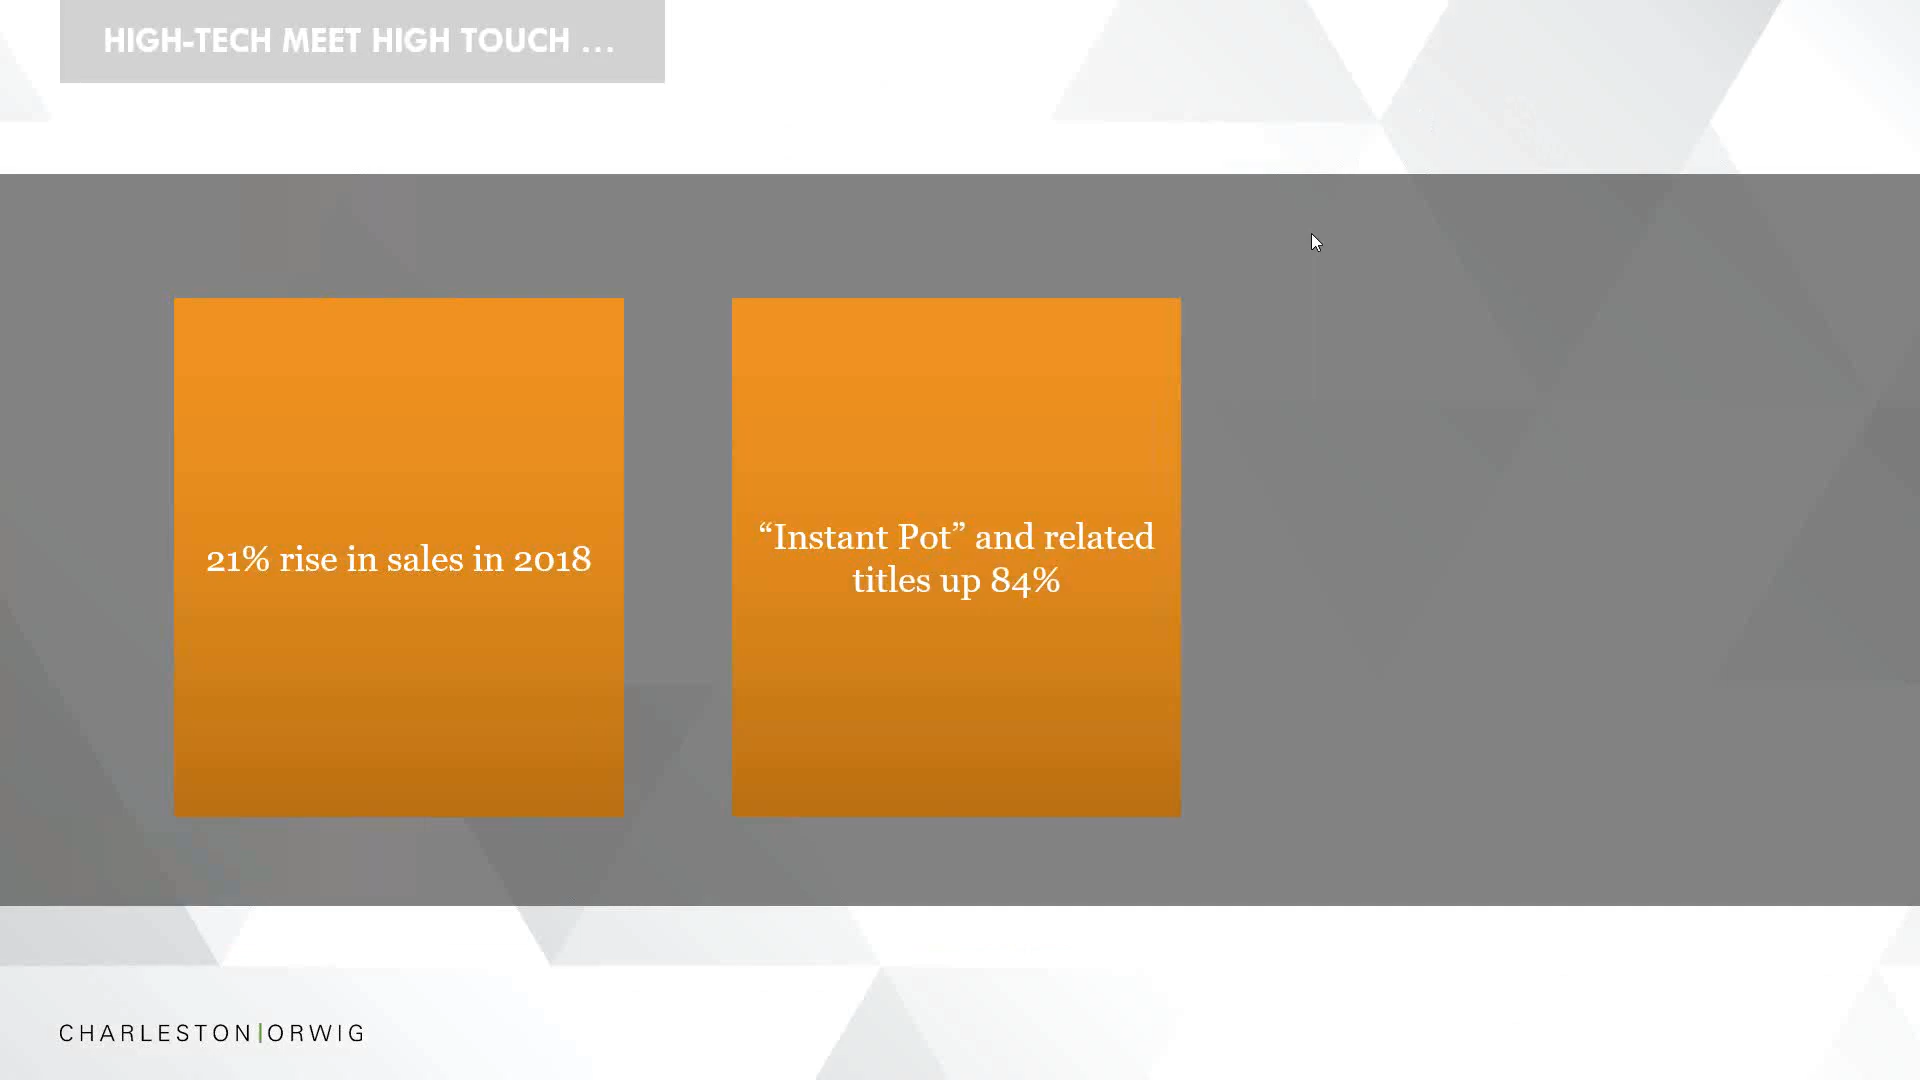 HIGH-TECH MEET HIGH TOUCH ...
21% rise in sales in 2018
“Instant Pot” and related
titles up 84%
CHARLESTON|ORWIG